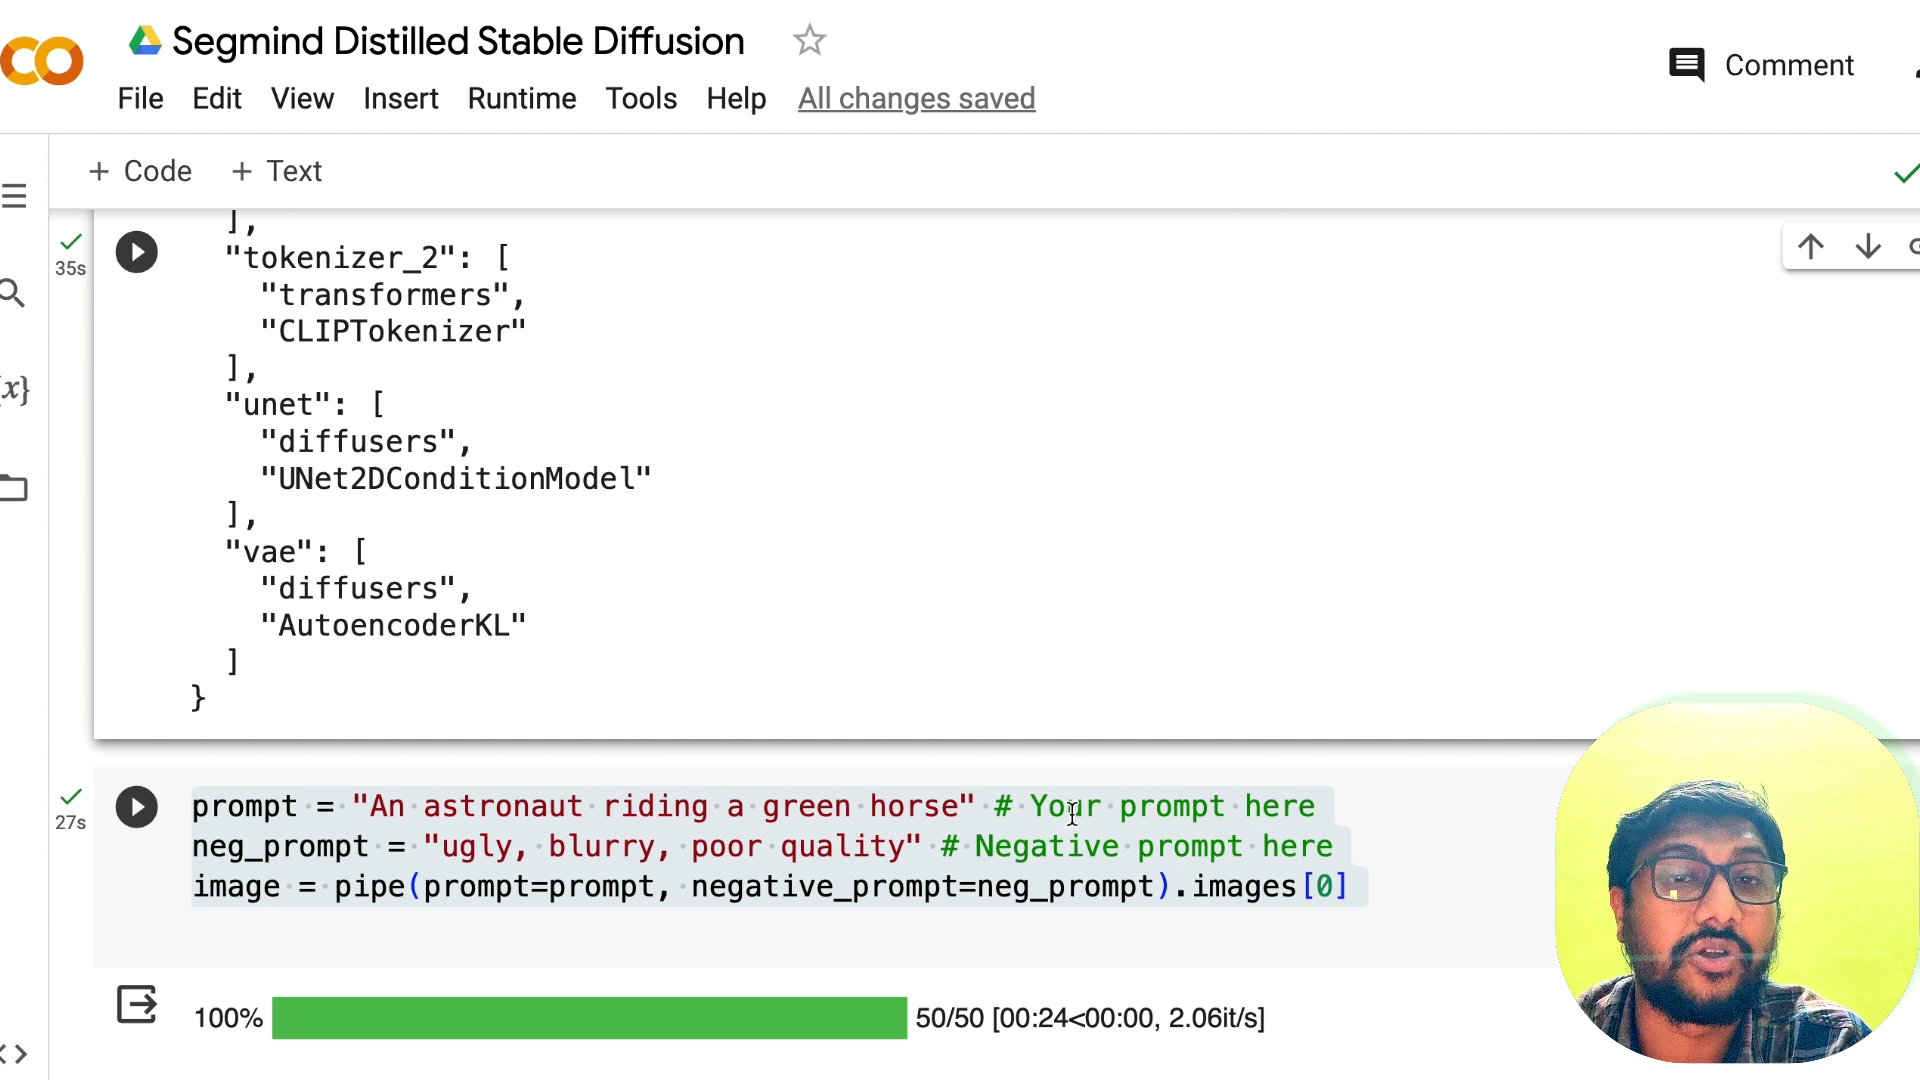 Segmind Distilled Stable Diffusion
File Edit View Insert Runtime Tools Help All changes saved
Comment
+ Code + Text
],
35s
"tokenizer_2": [
"transformers",
"CLIPTokenizer"
],
"unet": [
"diffusers",
"UNet2DConditionModel"
],
"vae": [
"diffusers",
"AutoencoderKL"
]
}
{x}
27s
prompt = "An astronaut riding a green horse" # Your prompt here
neg_prompt = "ugly, blurry, poor quality" # Negative prompt here
image = pipe(prompt=prompt, negative_prompt=neg_prompt).images[0]
100% 50/50 [00:24<00:00, 2.06it/s]